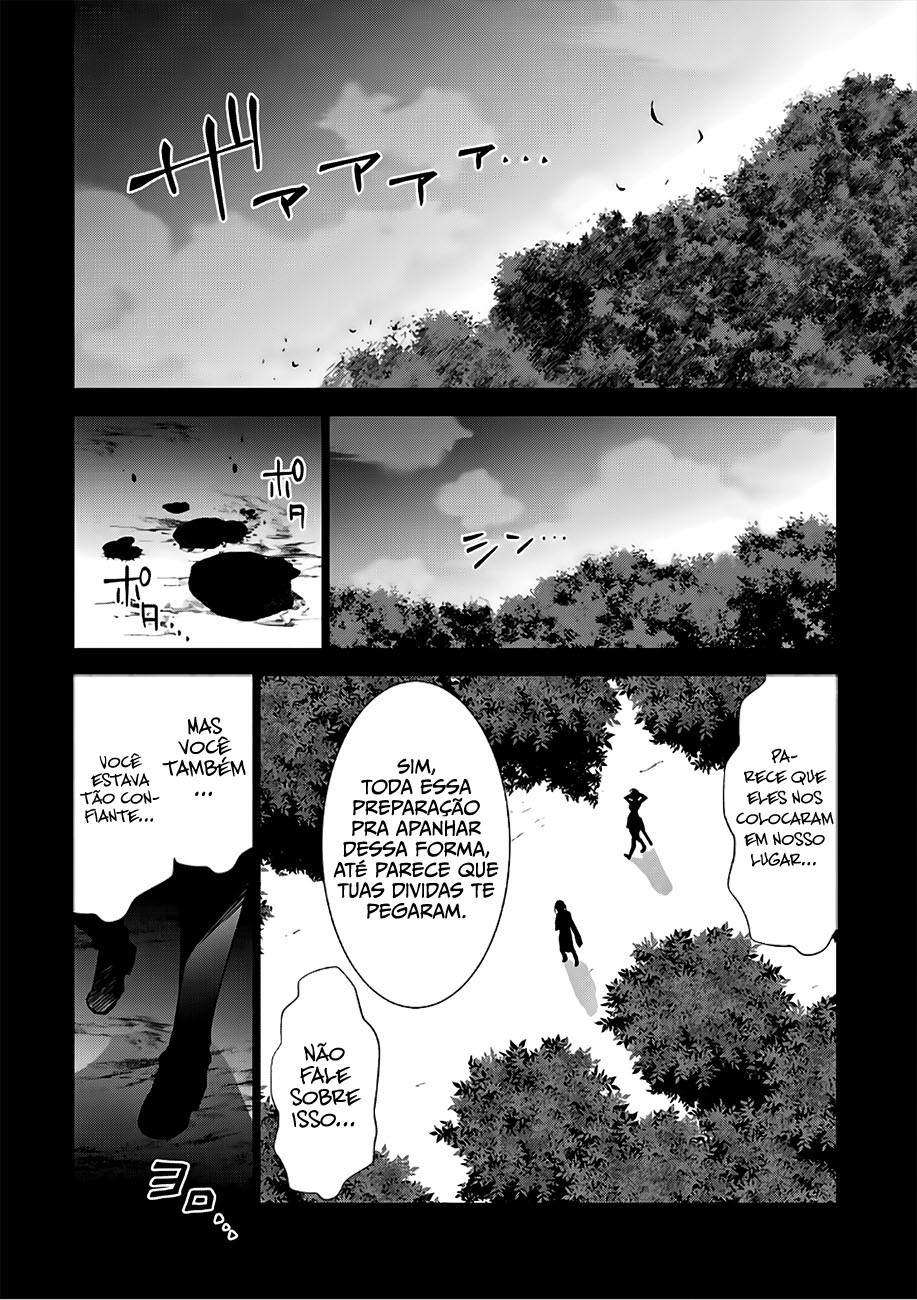 ザァァァァ...
シン...
ポタ
ポタ...
PA-
RECE QUE
ELES NOS
COLOCARAM
EM NOSSO
LUGAR...
SIM,
TODA ESSA
PREPARAÇÃO
PRA APANHAR
DESSA FORMA,
ATÉ PARECE QUE
TUAS DIVIDAS TE
PEGARAM.
NÃO
FALE
SOBRE
ISSO...
MAS
VOCÊ
TAMBÉM
...
VOCÊ
ESTAVA
TÃO CON-
FIANTE...
ヨロ...